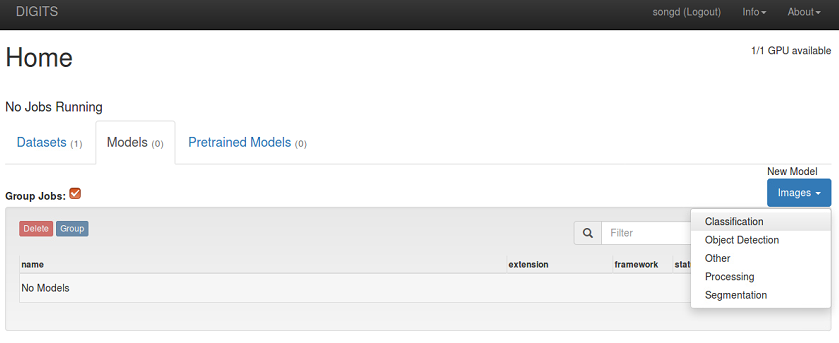 DIGITS songd (Logout) Info About
Home
1/1 GPU available
No Jobs Running
Datasets (1) Models (0) Pretrained Models (0)
New Model
Group Jobs:
Images
Delete Group
Filter
Classification
Object Detection
Other
Processing
Segmentation
name extension framework
No Models